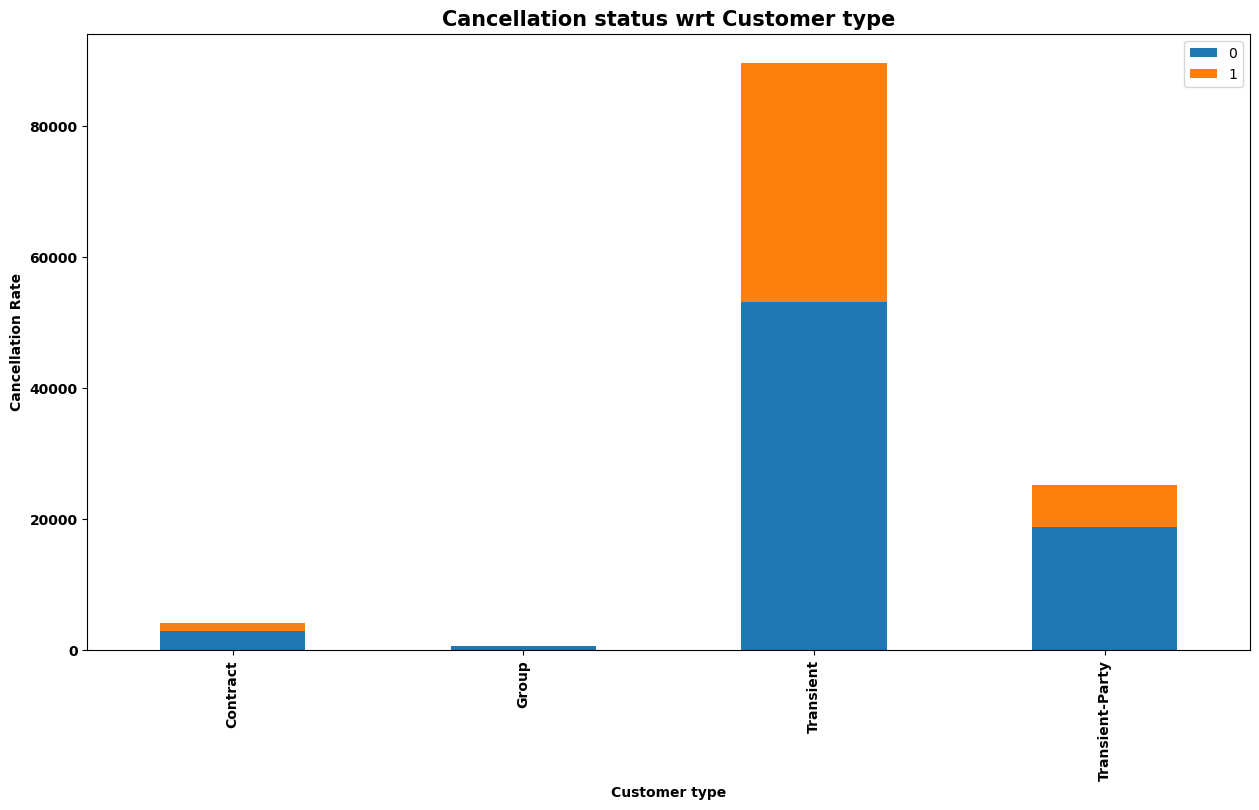 Cancellation status wrt Customer type
0
1
Cancellation Rate
80000
60000
40000
20000
0
Contract
Group
Transient
Transient-Party
Customer type